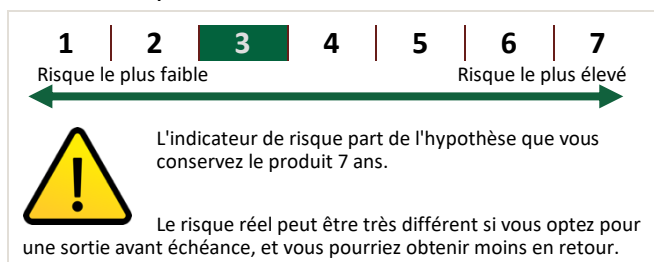 1 2 3 4 5 6 7
Risque le plus faible Risque le plus élevé
L'indicateur de risque part de l'hypothèse que vous
conservez le produit 7 ans.
Le risque réel peut être très différent si vous optez pour
une sortie avant échéance, et vous pourriez obtenir moins en retour.